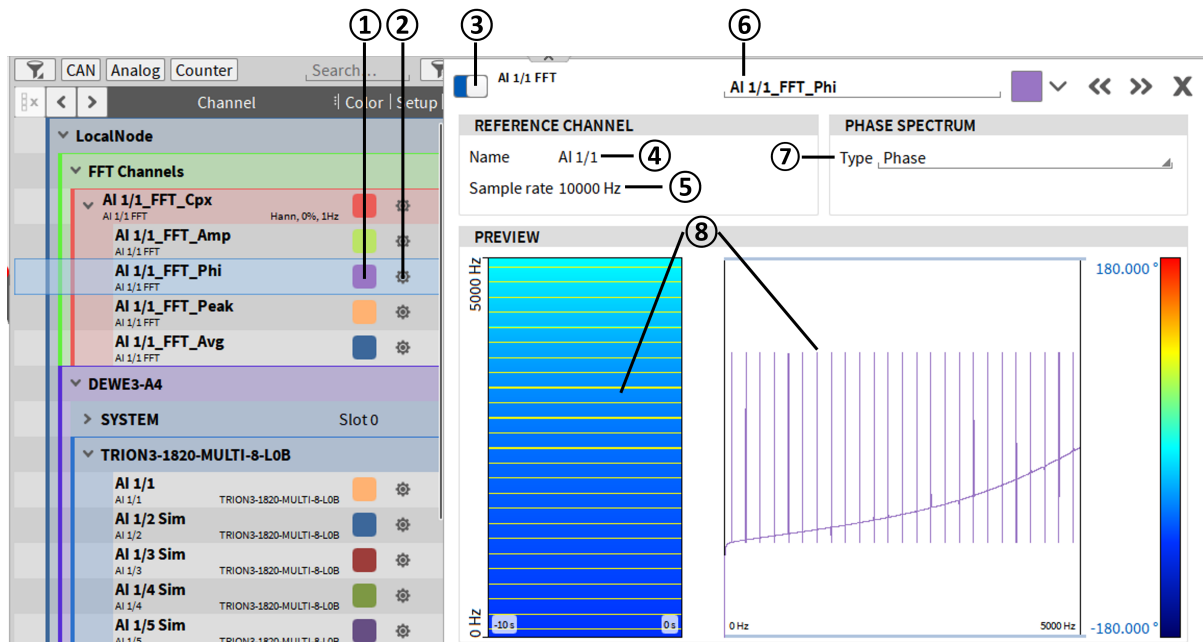 ① ② ③ ⑥
CAN Analog Counter Search...
Channel Color Setup
LocalNode
FFT Channels
AI 1/1_FFT_Cpx
AI 1/1 FFT Hann, 0%, 1Hz
AI 1/1_FFT_Amp
AI 1/1 FFT
AI 1/1_FFT_Phi
AI 1/1 FFT
AI 1/1_FFT_Peak
AI 1/1 FFT
AI 1/1_FFT_Avg
AI 1/1 FFT
DEWE3-A4
SYSTEM Slot 0
TRION3-1820-MULTI-8-L0B
AI 1/1
AI 1/1 TRION3-1820-MULTI-8-L0B
AI 1/2 Sim
AI 1/2 TRION3-1820-MULTI-8-L0B
AI 1/3 Sim
AI 1/3 TRION3-1820-MULTI-8-L0B
AI 1/4 Sim
AI 1/4 TRION3-1820-MULTI-8-L0B
AI 1/5 Sim
AI 1/5 TRION3-1820-MULTI-8-L0B
AI 1/1 FFT
AI 1/1_FFT_Phi
REFERENCE CHANNEL
Name AI 1/1 ④
Sample rate 10000 Hz ⑤
PHASE SPECTRUM
⑦ Type Phase
PREVIEW
⑧
5000 Hz
0 Hz
-10 s 0 s
0 Hz 5000 Hz
180.000 °
-180.000 °